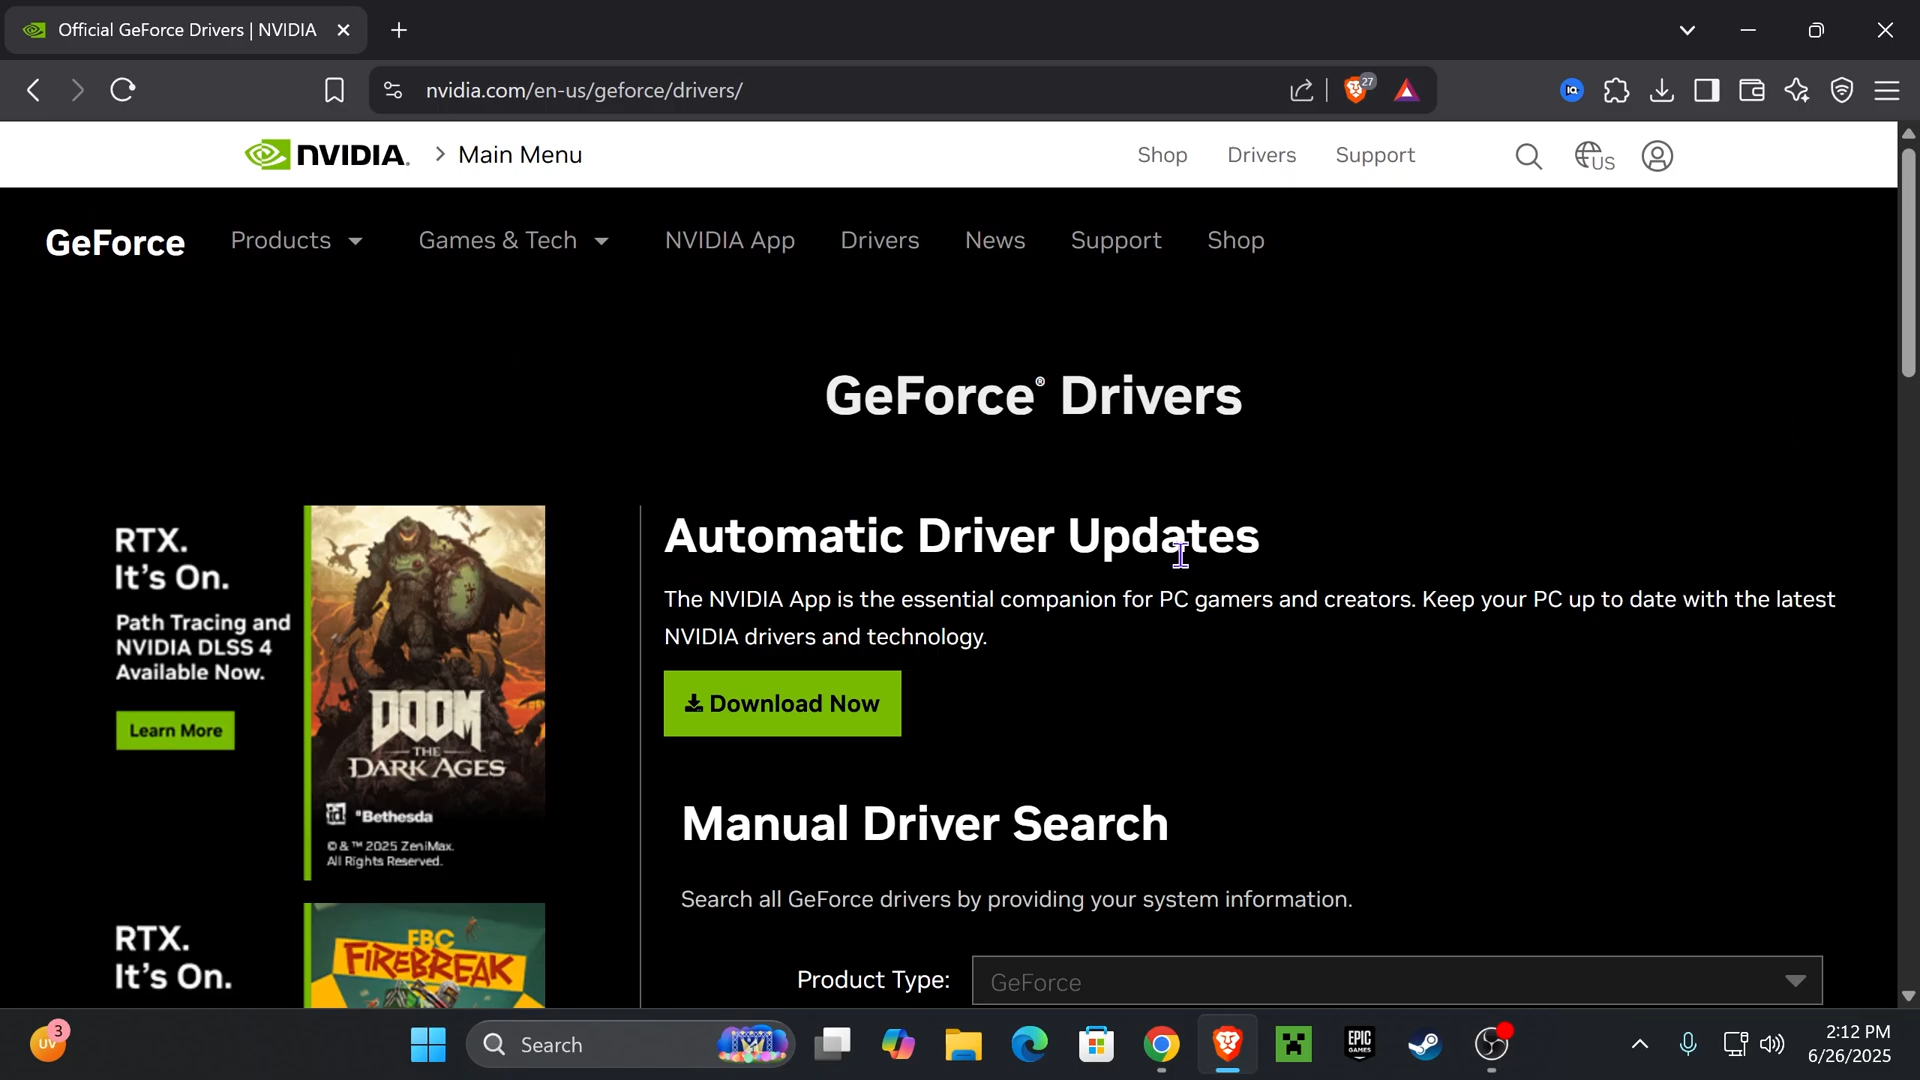 Official GeForce Drivers | NVIDIA
nvidia.com/en-us/geforce/drivers/
27
NVIDIA.
Main Menu
Shop
Drivers
Support
US
GeForce
Products
Games & Tech
NVIDIA App
Drivers
News
Support
Shop
GeForce® Drivers
RTX.
It's On.
Path Tracing and
NVIDIA DLSS 4
Available Now.
Learn More
DOOM
THE
DARK AGES
id
Bethesda
© & ™ 2025 ZeniMax.
All Rights Reserved.
Automatic Driver Updates
The NVIDIA App is the essential companion for PC gamers and creators. Keep your PC up to date with the latest
NVIDIA drivers and technology.
Download Now
Manual Driver Search
Search all GeForce drivers by providing your system information.
Product Type:
GeForce
RTX.
It's On.
FBC
FIREBREAK
UV
3
Search
EPIC
GAMES
2:12 PM
6/26/2025